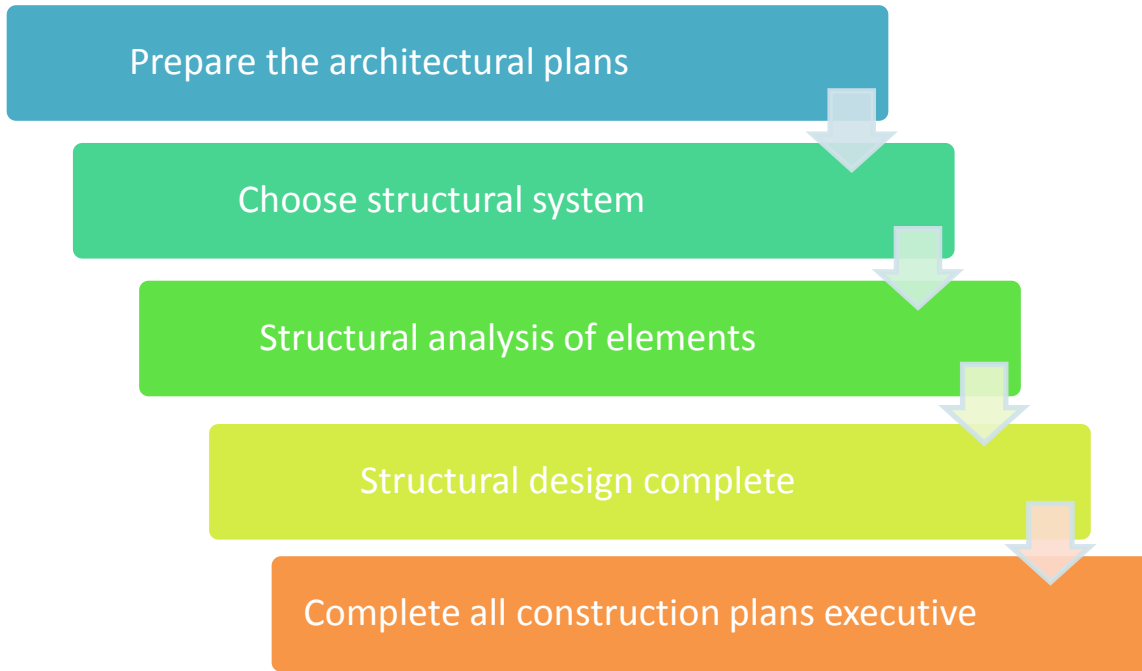 Prepare the architectural plans
Choose structural system
Structural analysis of elements
Structural design complete
Complete all construction plans executive